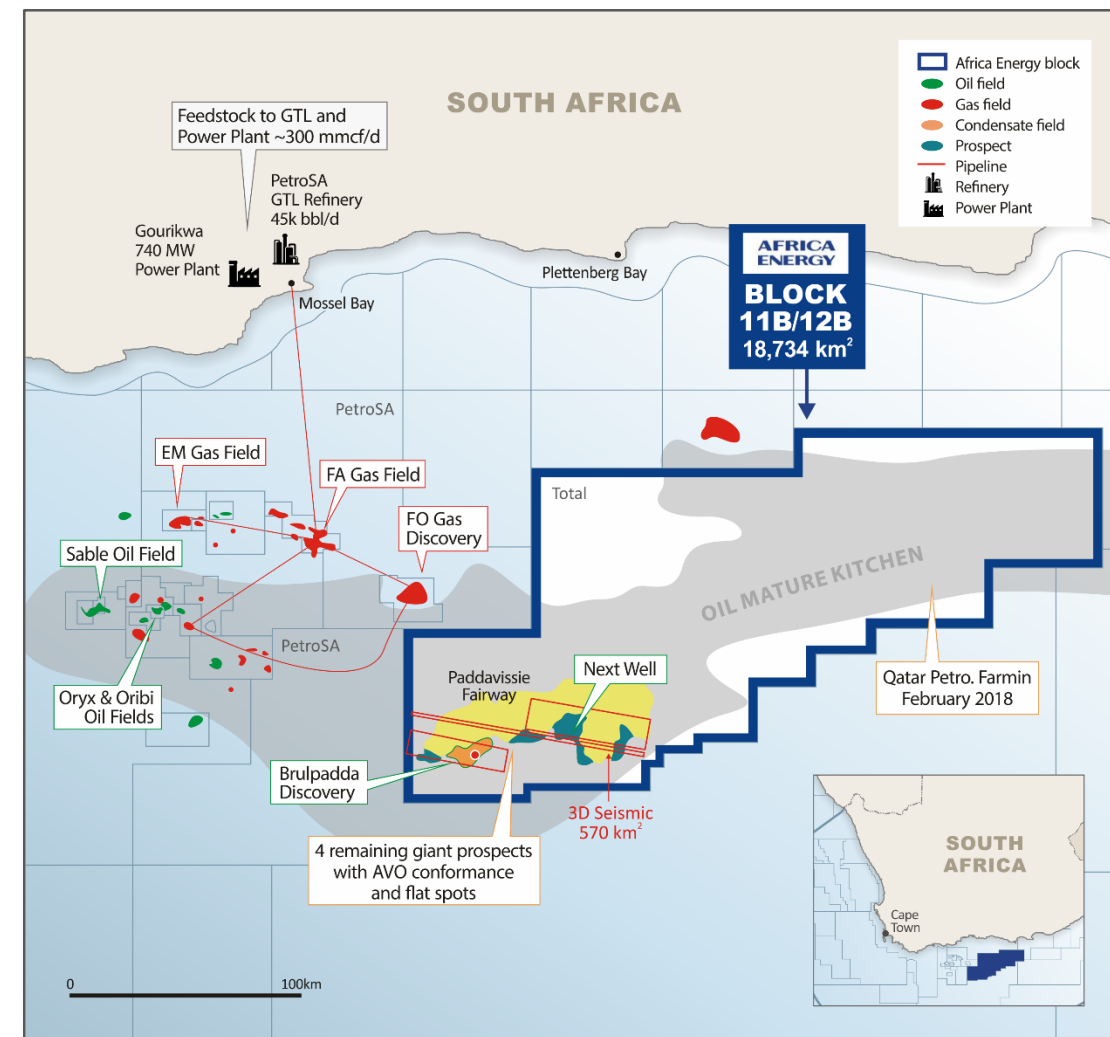 SOUTH AFRICA
Africa Energy block
Oil field
Gas field
Condensate field
Prospect
Pipeline
Refinery
Power Plant
Feedstock to GTL and
Power Plant ~300 mmcf/d
PetroSA
GTL Refinery
45k bbl/d
Gourikwa
740 MW
Power Plant
Mossel Bay
Plettenberg Bay
AFRICA
ENERGY
BLOCK
11B/12B
18,734 km²
PetroSA
EM Gas Field
FA Gas Field
FO Gas
Discovery
Total
Sable Oil Field
OIL MATURE KITCHEN
PetroSA
Oryx & Oribi
Oil Fields
Paddavissie
Fairway
Next Well
Qatar Petro. Farmin
February 2018
Brulpadda
Discovery
3D Seismic
570 km²
4 remaining giant prospects
with AVO conformance
and flat spots
SOUTH
AFRICA
Cape
Town
0
100km